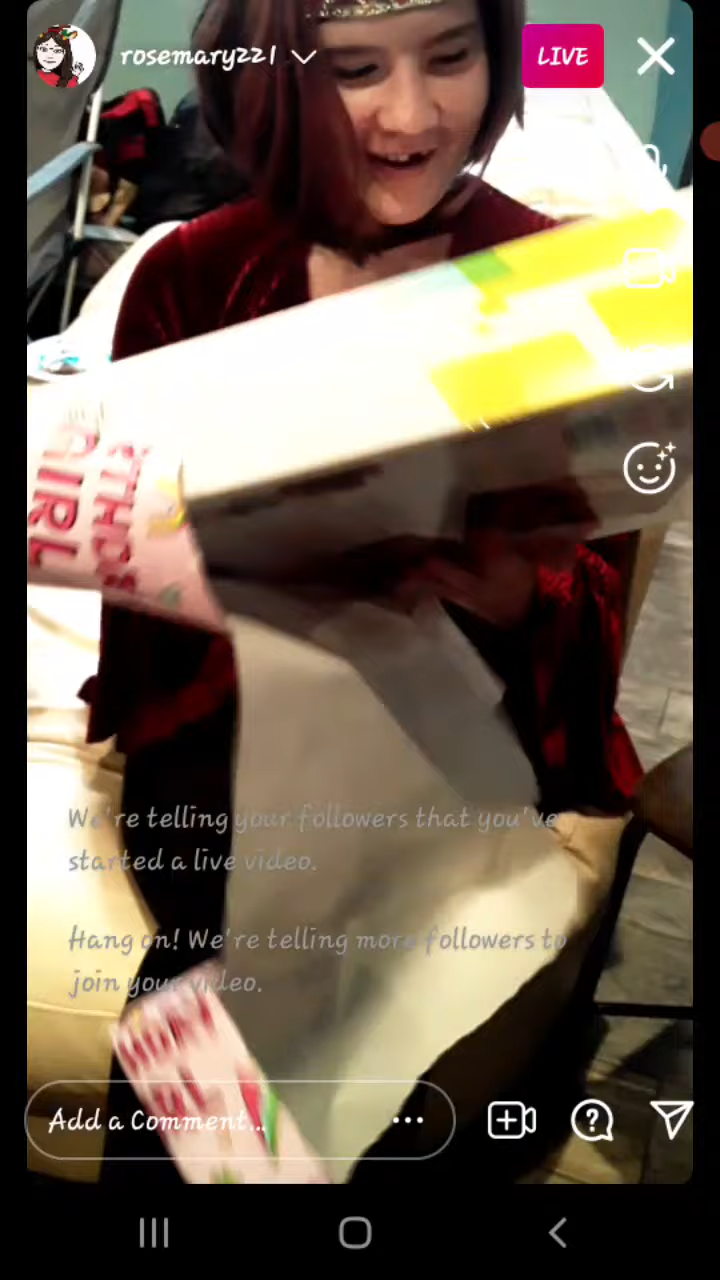 rosemary221
LIVE
GIRL
We're telling your followers that you've
started a live video.
Hang on! We're telling more followers to
join your video.
Add a Comment...